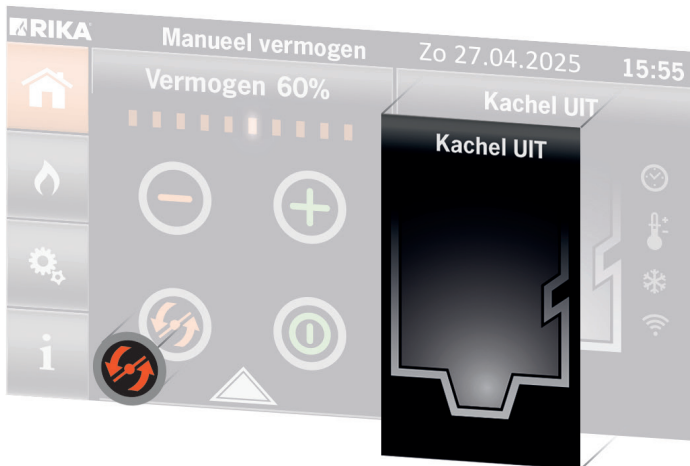 RIKA
Manueel vermogen
Zo 27.04.2025
15:55
Vermogen 60%
Kachel UIT
Kachel UIT
i